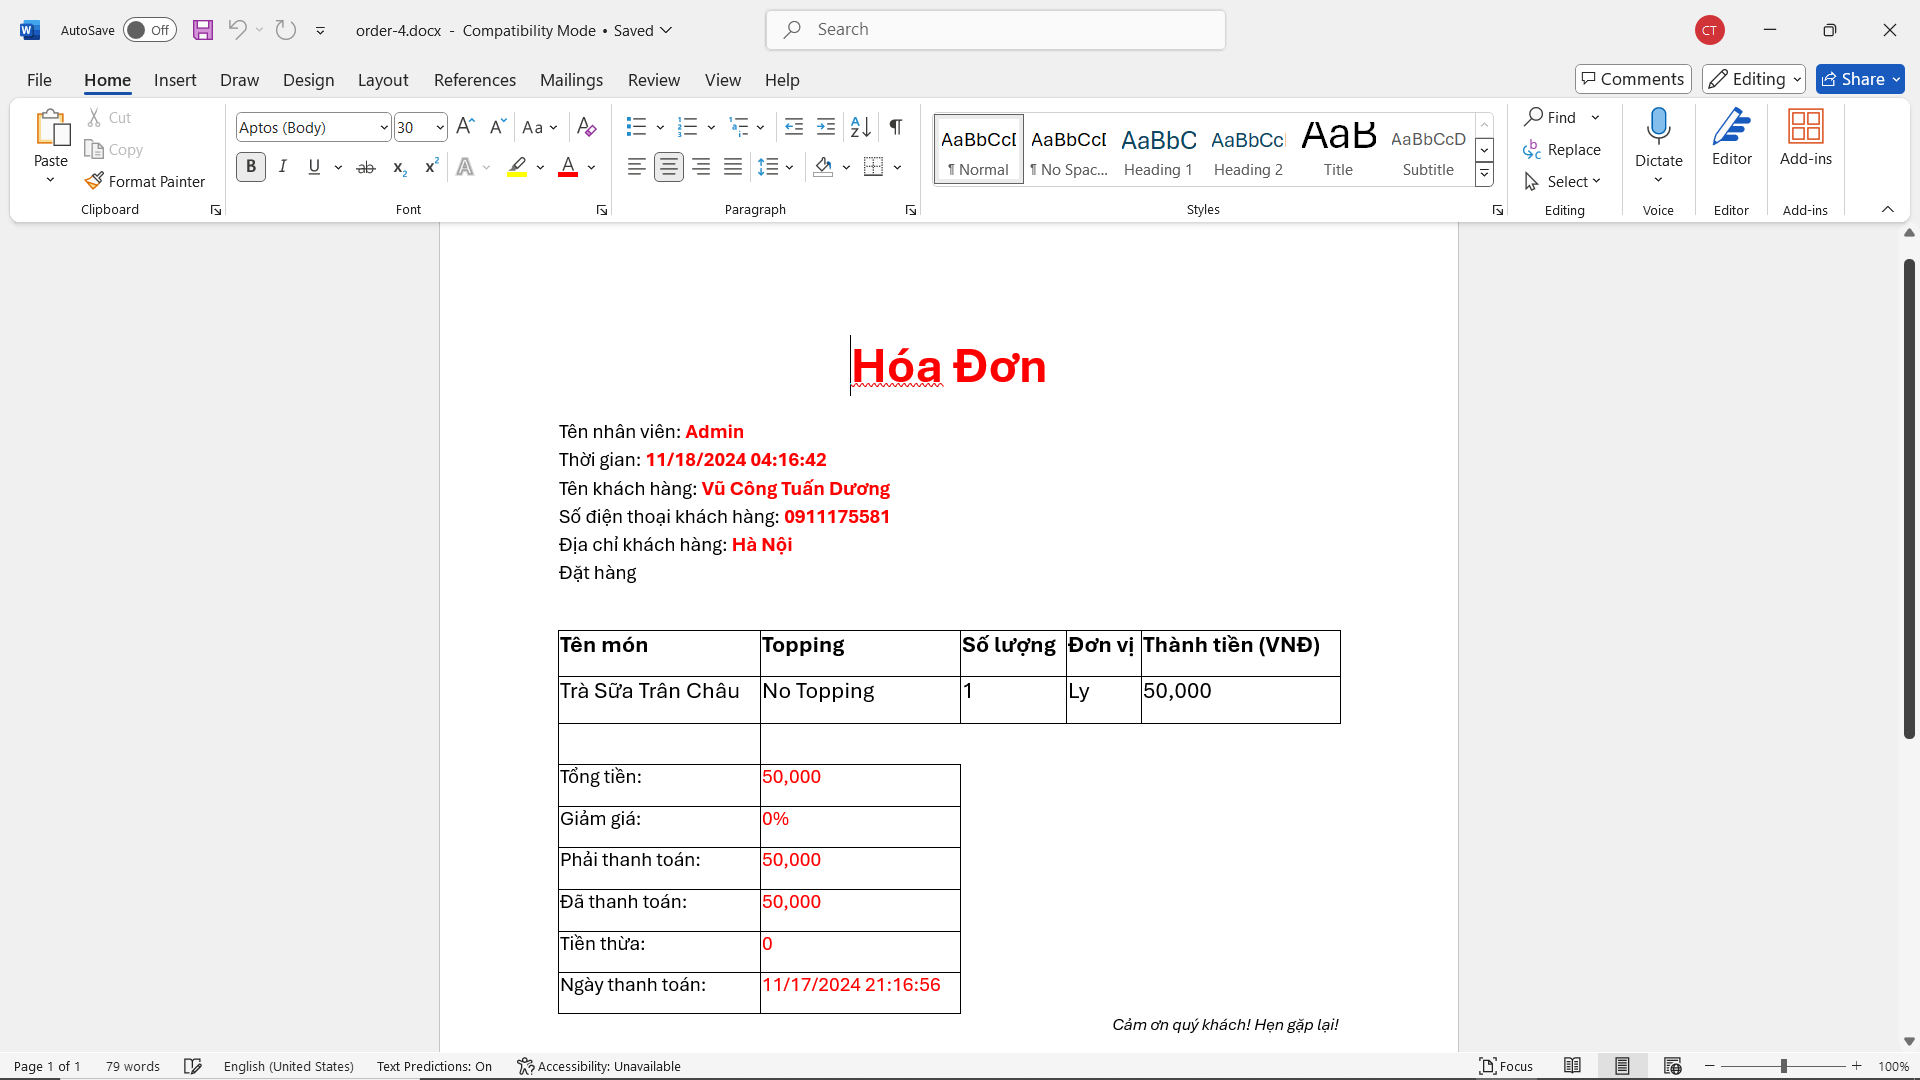 AutoSave Off order-4.docx - Compatibility Mode • Saved Search CT
File Home Insert Draw Design Layout References Mailings Review View Help Comments Editing Share
Paste Cut Copy Format Painter Clipboard
Aptos (Body) 30 Font
Paragraph
AaBbCcD ¶ Normal
AaBbCcD ¶ No Spac...
AaBbC Heading 1
AaBbCc Heading 2
AaB Title
AaBbCcD Subtitle
Styles
Find Replace Select Editing
Dictate Voice
Editor Editor
Add-ins Add-ins
Hóa Đơn
Tên nhân viên: Admin
Thời gian: 11/18/2024 04:16:42
Tên khách hàng: Vũ Công Tuấn Dương
Số điện thoại khách hàng: 0911175581
Địa chỉ khách hàng: Hà Nội
Đặt hàng
Tên món Topping Số lượng Đơn vị Thành tiền (VNĐ)
Trà Sữa Trân Châu No Topping 1 Ly 50,000
Tổng tiền: 50,000
Giảm giá: 0%
Phải thanh toán: 50,000
Đã thanh toán: 50,000
Tiền thừa: 0
Ngày thanh toán: 11/17/2024 21:16:56
Cảm ơn quý khách! Hẹn gặp lại!
Page 1 of 1 79 words English (United States) Text Predictions: On Accessibility: Unavailable Focus 100%